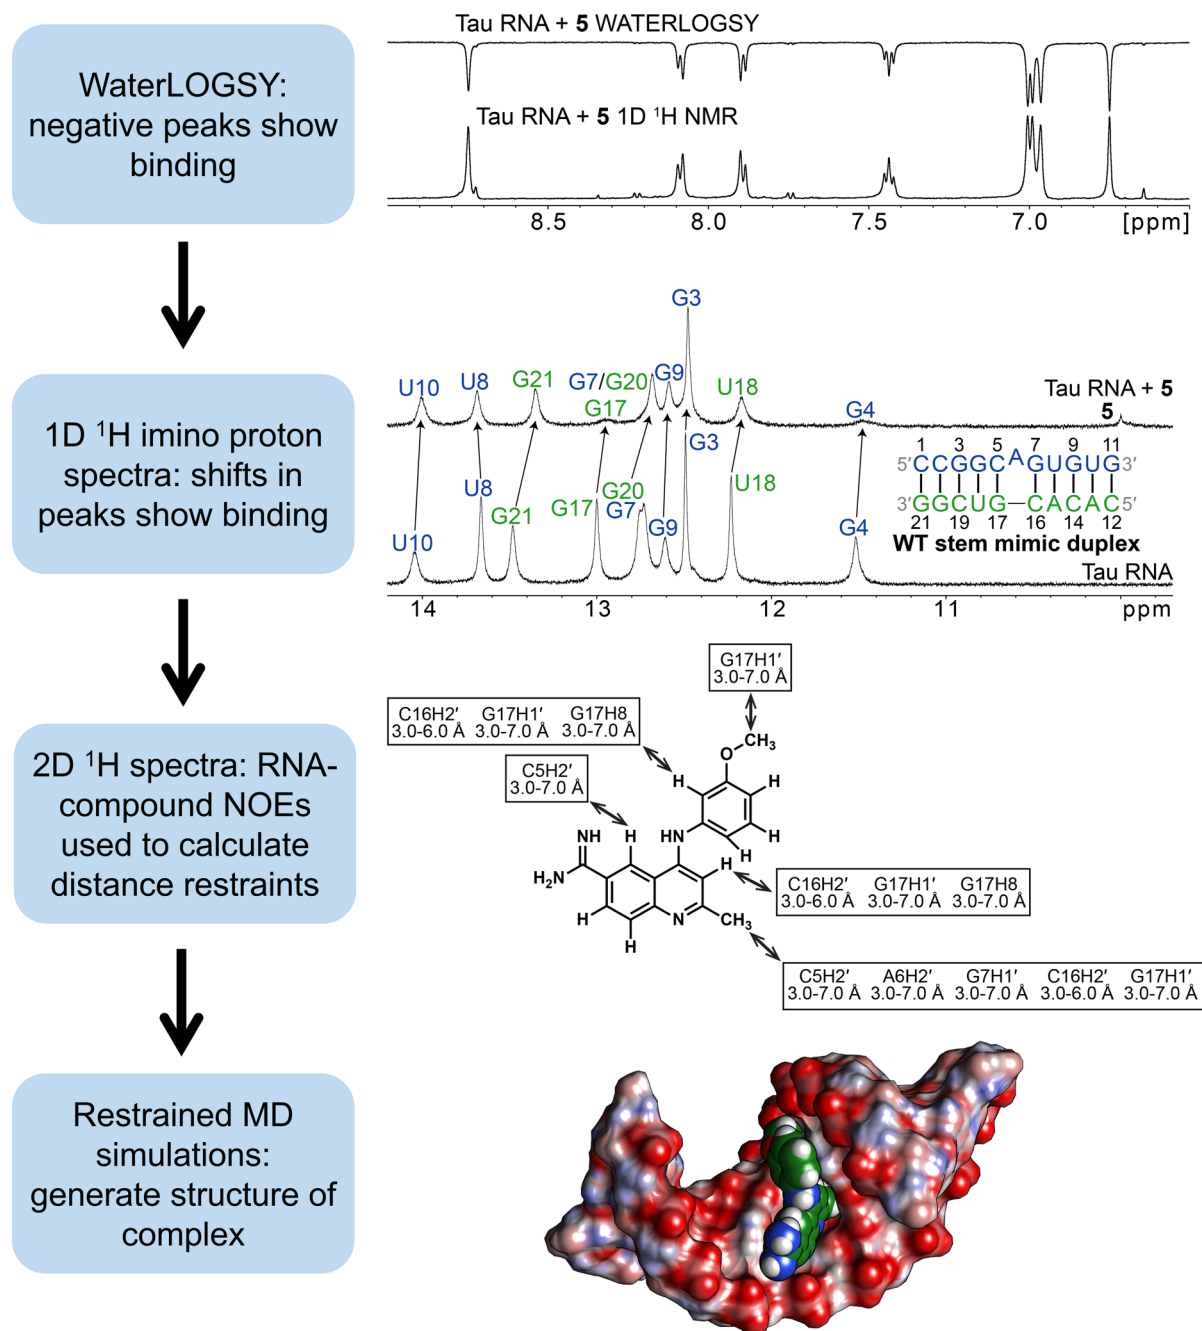 WaterLOGSY:
negative peaks show
binding
Tau RNA + 5 WATERLOGSY
Tau RNA + 5 1D ¹H NMR
8.5 8.0 7.5 7.0 [ppm]
1D ¹H imino proton
spectra: shifts in
peaks show binding
G3
U10 U8 G21 G7/G20 G9 U18
G17
G4
Tau RNA + 5
5
G3
U10 U8 G21 G17 G20 U18
G7
G9
G4
1 3 5 7 9 11
5′ C C G G C A G U G U G 3′
3′ G G C U G C A C A C 5′
21 19 17 16 14 12
WT stem mimic duplex
Tau RNA
14 13 12 11 ppm
2D ¹H spectra: RNA-
compound NOEs
used to calculate
distance restraints
G17H1′
3.0-7.0 Å
C16H2′ G17H1′ G17H8
3.0-6.0 Å 3.0-7.0 Å 3.0-7.0 Å
C5H2′
3.0-7.0 Å
O CH₃
H H
NH H HN H
H
H₂N H
H N CH₃
H
C16H2′ G17H1′ G17H8
3.0-6.0 Å 3.0-7.0 Å 3.0-7.0 Å
C5H2′ A6H2′ G7H1′ C16H2′ G17H1′
3.0-7.0 Å 3.0-7.0 Å 3.0-7.0 Å 3.0-6.0 Å 3.0-7.0 Å
Restrained MD
simulations:
generate structure of
complex